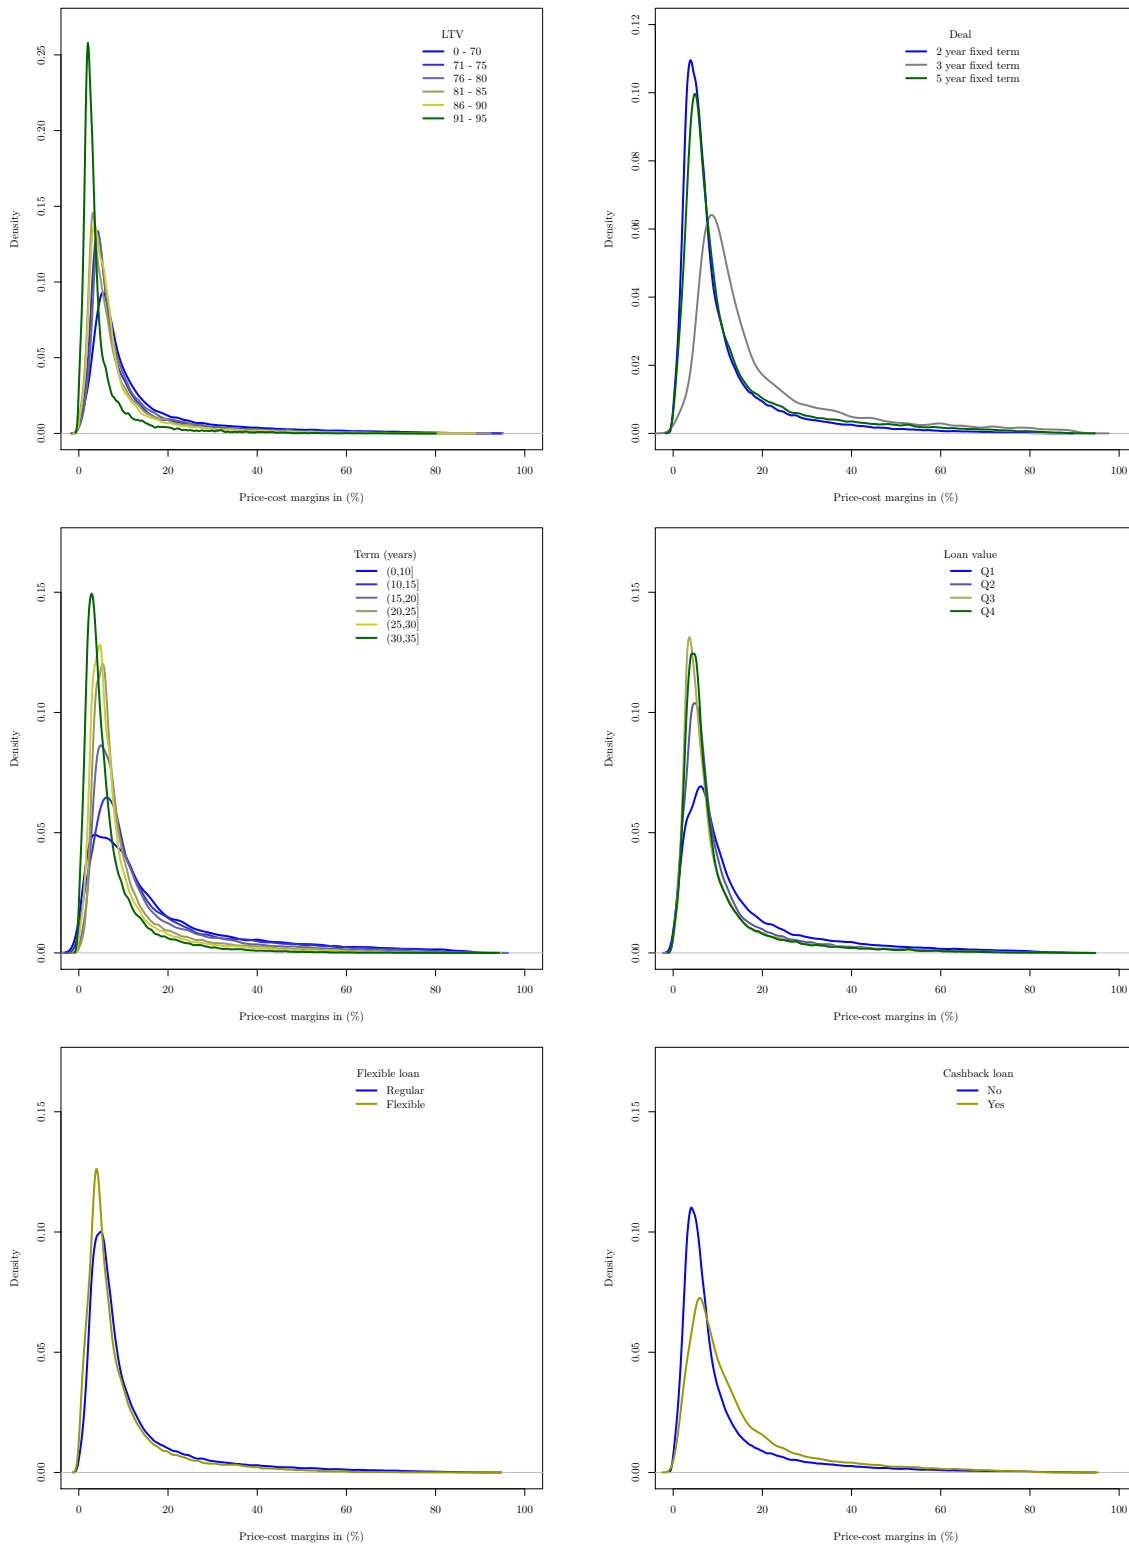 LTV
0 - 70
71 - 75
76 - 80
81 - 85
86 - 90
91 - 95
Density
0.00
0.05
0.10
0.15
0.20
0.25
0 20 40 60 80 100
Price-cost margins in (%)
Deal
2 year fixed term
3 year fixed term
5 year fixed term
Density
0.00
0.02
0.04
0.06
0.08
0.10
0.12
0 20 40 60 80 100
Price-cost margins in (%)
Term (years)
(0,10]
(10,15]
(15,20]
(20,25]
(25,30]
(30,35]
Density
0.00
0.05
0.10
0.15
0 20 40 60 80 100
Price-cost margins in (%)
Loan value
Q1
Q2
Q3
Q4
Density
0.00
0.05
0.10
0.15
0 20 40 60 80 100
Price-cost margins in (%)
Flexible loan
Regular
Flexible
Density
0.00
0.05
0.10
0.15
0 20 40 60 80 100
Price-cost margins in (%)
Cashback loan
No
Yes
Density
0.00
0.05
0.10
0.15
0 20 40 60 80 100
Price-cost margins in (%)